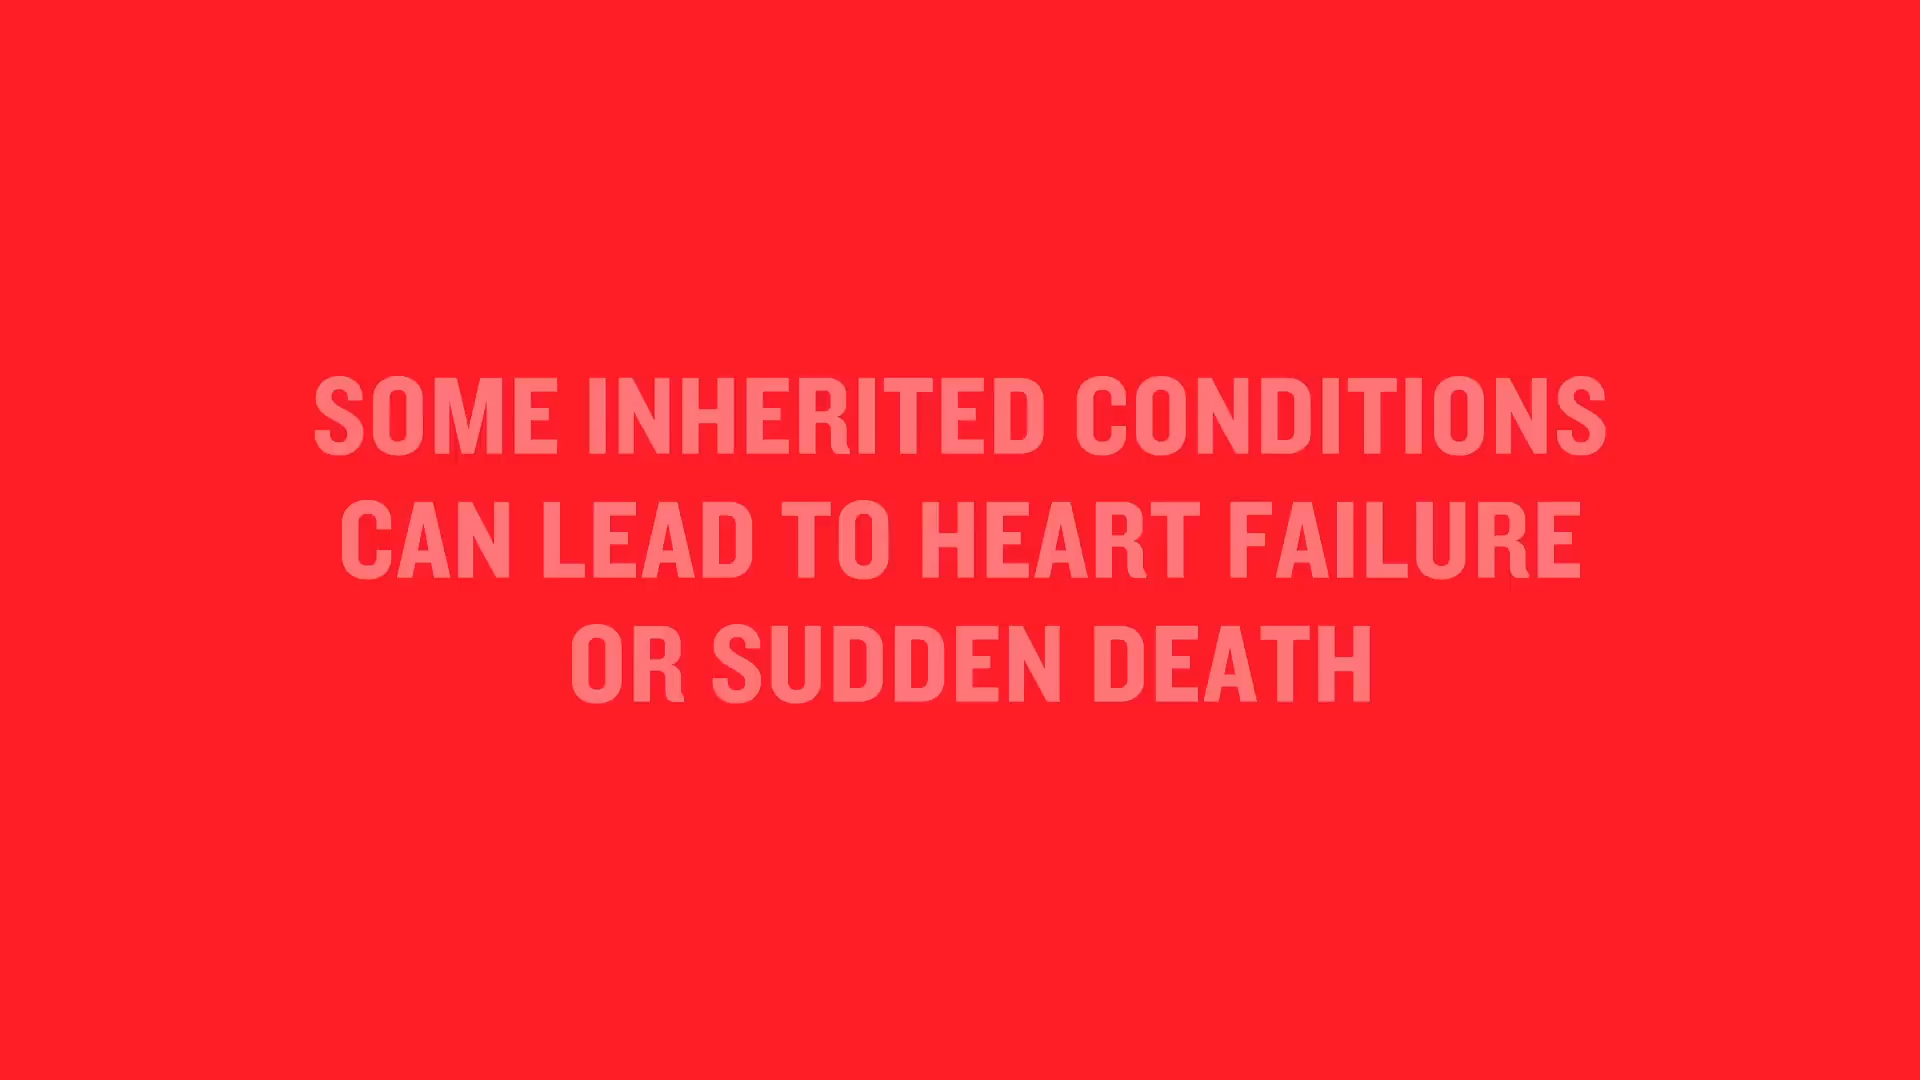 SOME INHERITED CONDITIONS
CAN LEAD TO HEART FAILURE
OR SUDDEN DEATH